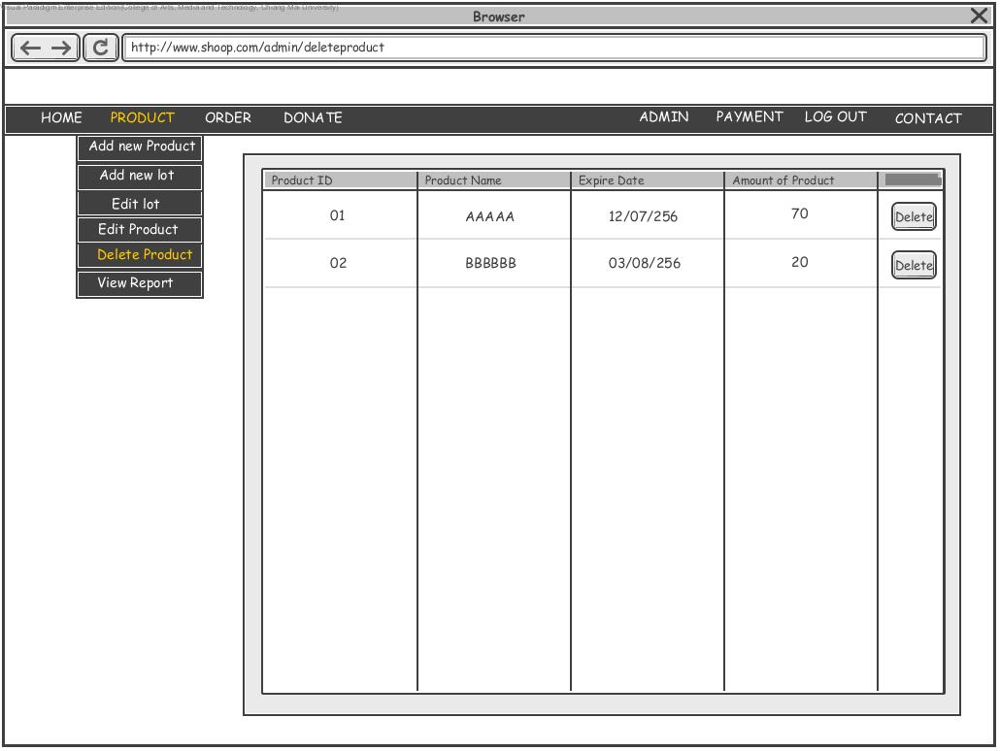 Visual Paradigm Enterprise Edition(College of Arts, Media and Technology, Chiang Mai University)
Browser
http://www.shoop.com/admin/deleteproduct
HOME PRODUCT ORDER DONATE ADMIN PAYMENT LOG OUT CONTACT
Add new Product
Add new lot
Edit lot
Edit Product
Delete Product
View Report
Product ID Product Name Expire Date Amount of Product
01 AAAAA 12/07/256 70 Delete
02 BBBBBB 03/08/256 20 Delete